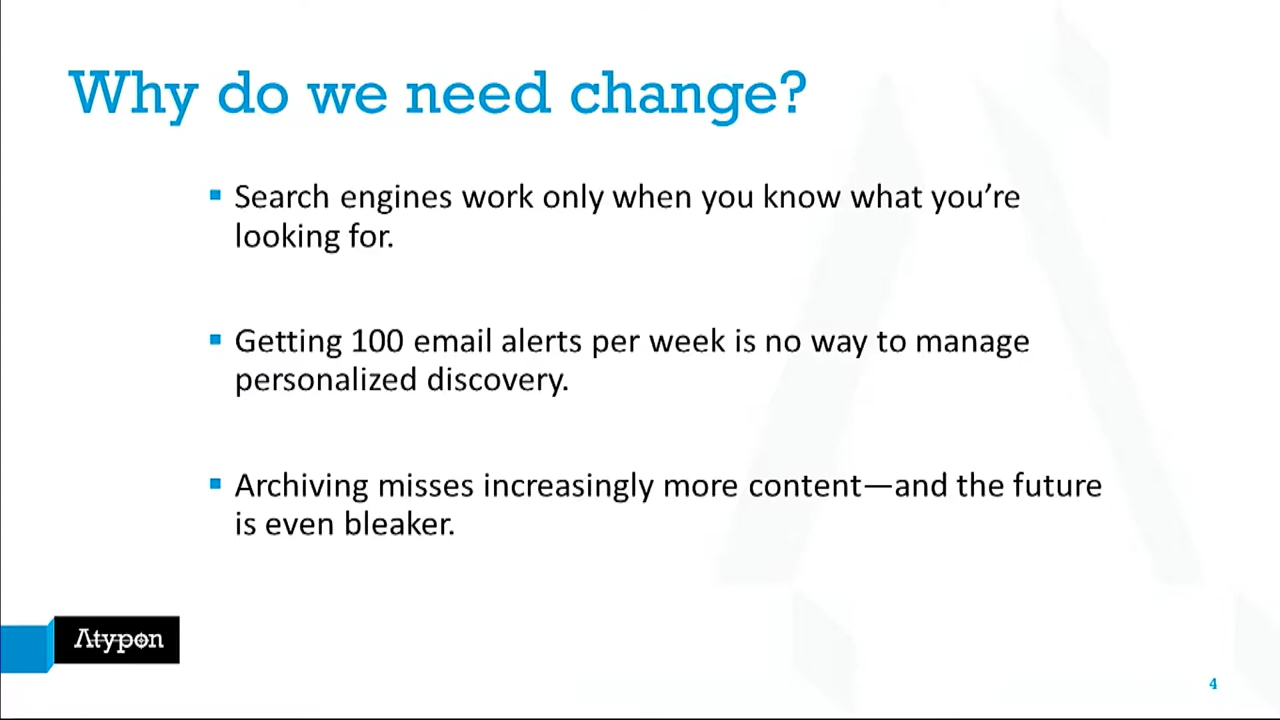 Why do we need change?
Search engines work only when you know what you’re
looking for.
Getting 100 email alerts per week is no way to manage
personalized discovery.
Archiving misses increasingly more content—and the future
is even bleaker.
Atypon
4